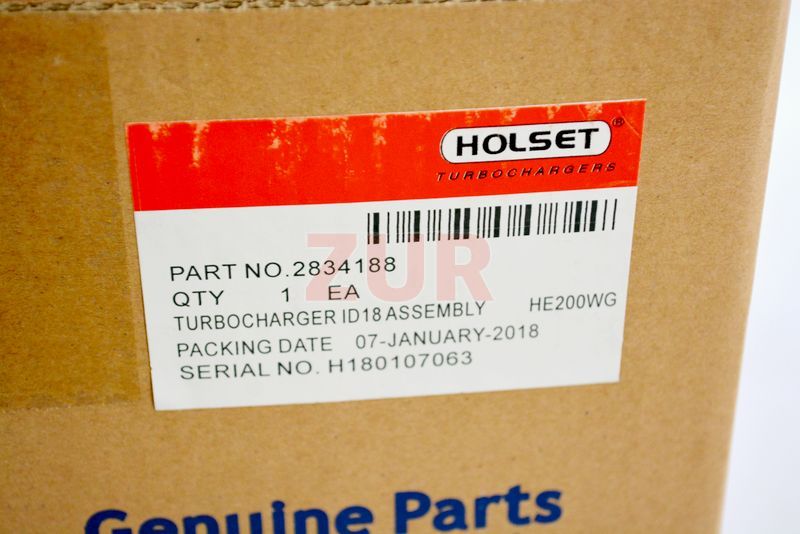 HOLSET®
TURBOCHARGERS
PART NO.2834188
QTY 1 EA
TURBOCHARGER ID18 ASSEMBLY HE200WG
PACKING DATE 07-JANUARY-2018
SERIAL NO. H180107063
ZUR
Genuine Parts